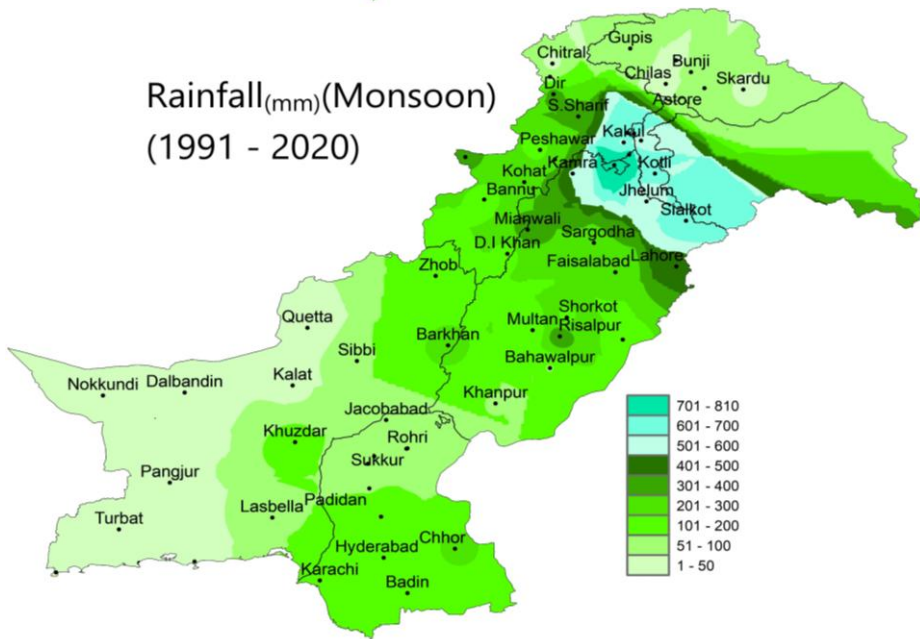 Rainfall(mm)(Monsoon)
(1991 - 2020)
Gupis
Chitral
Bunji
Chilas
Skardu
Dir
Astore
S.Sharif
Kakul
Peshawar
Kamra
Kotli
Kohat
Bannu
Jhelum
Sialkot
Mianwali
Sargodha
D.I Khan
Lahore
Faisalabad
Zhob
Shorkot
Multan
Risalpur
Quetta
Barkhan
Sibbi
Bahawalpur
Nokkundi
Dalbandin
Kalat
Khanpur
Jacobabad
Khuzdar
Rohri
Sukkur
Pangjur
Padidan
Lasbella
Turbat
Chhor
Hyderabad
Karachi
Badin
701 - 810
601 - 700
501 - 600
401 - 500
301 - 400
201 - 300
101 - 200
51 - 100
1 - 50